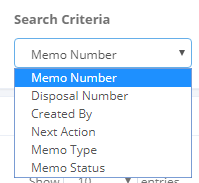 Search Criteria
Memo Number
Memo Number
Disposal Number
Created By
Next Action
Memo Type
Memo Status
Show 10 entries